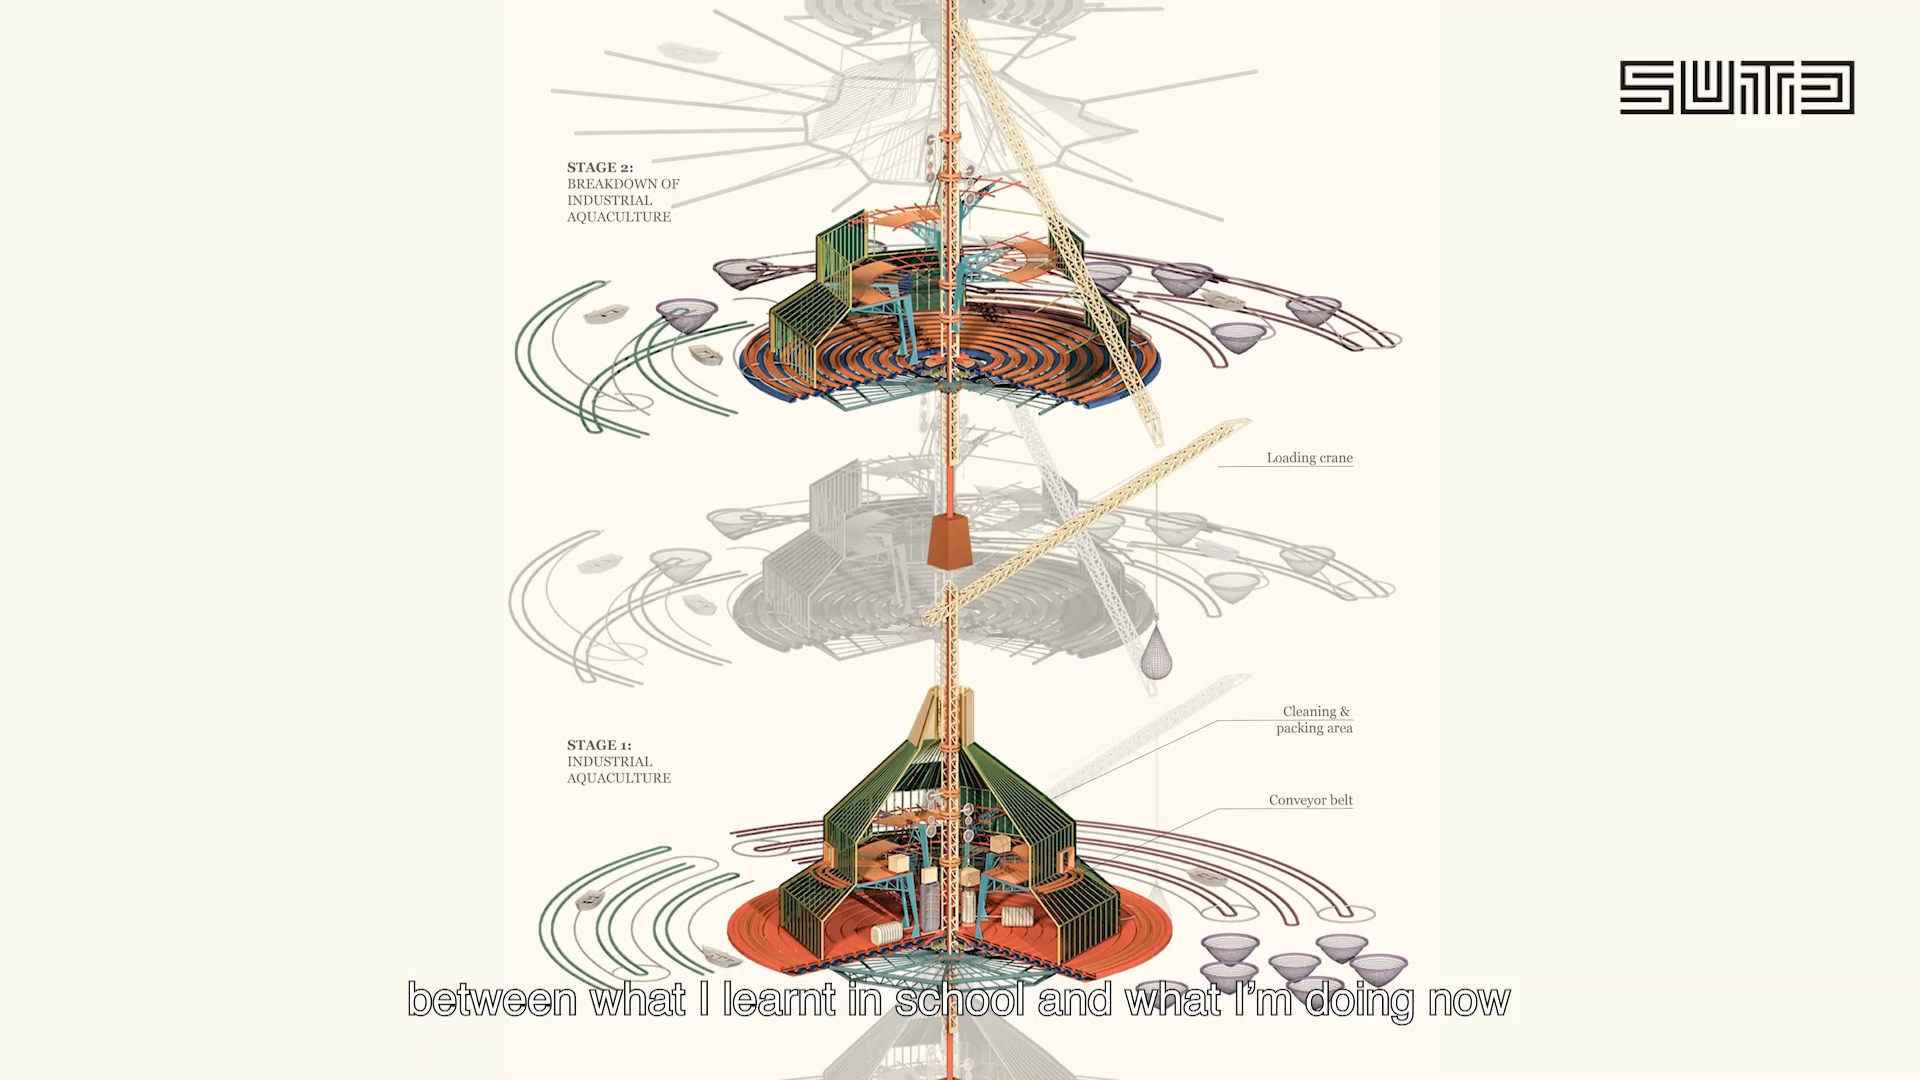 SUTD
STAGE 2:
BREAKDOWN OF
INDUSTRIAL
AQUACULTURE
Loading crane
Cleaning &
packing area
STAGE 1:
INDUSTRIAL
AQUACULTURE
Conveyor belt
between what I learnt in school and what I'm doing now